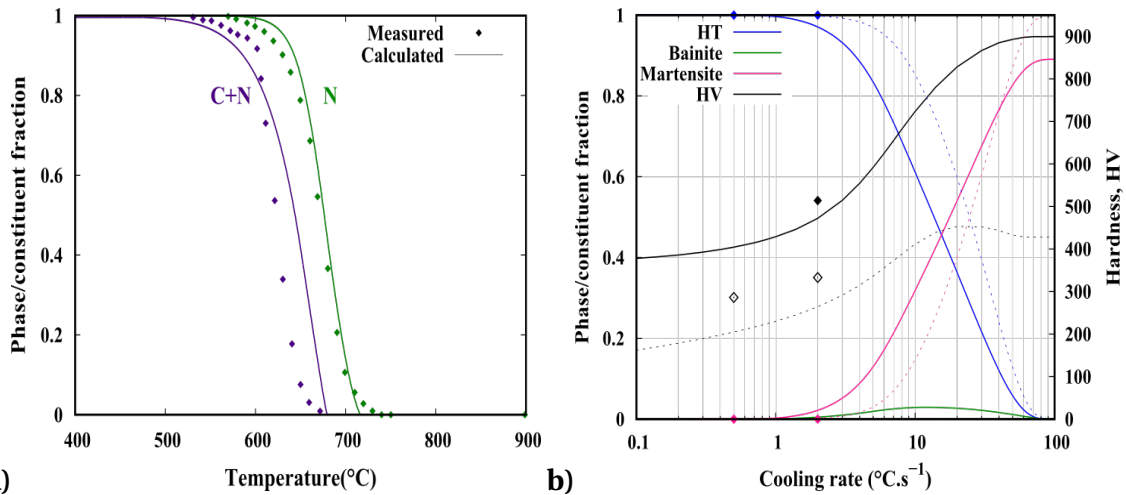 Phase/constituent fraction
1
0.8
0.6
0.4
0.2
0
Measured
Calculated
C+N
N
400
500
600
700
800
900
Temperature(°C)
)
Phase/constituent fraction
1
0.8
0.6
0.4
0.2
0
HT
Bainite
Martensite
HV
900
800
700
600
500
400
300
200
100
0
Hardness, HV
0.1
1
10
100
b)
Cooling rate (°C.s⁻¹)